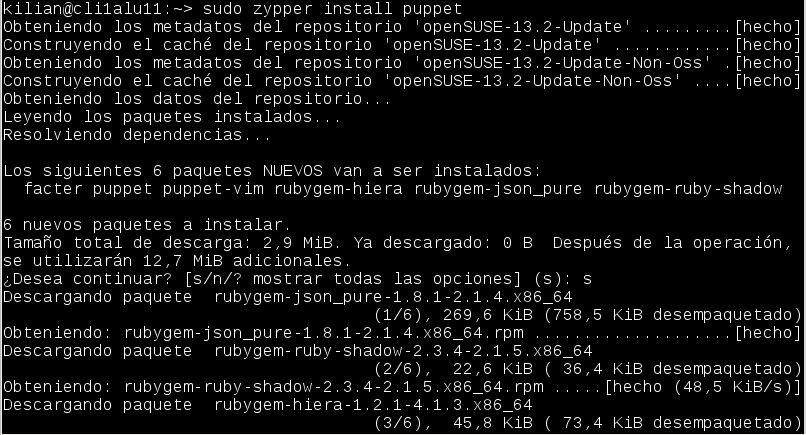 kilian@cli1alu11:~> sudo zypper install puppet
Obteniendo los metadatos del repositorio 'openSUSE-13.2-Update' .........[hecho]
Construyendo el caché del repositorio 'openSUSE-13.2-Update' ............[hecho]
Obteniendo los metadatos del repositorio 'openSUSE-13.2-Update-Non-Oss' .[hecho]
Construyendo el caché del repositorio 'openSUSE-13.2-Update-Non-Oss' ....[hecho]
Obteniendo los datos del repositorio...
Leyendo los paquetes instalados...
Resolviendo dependencias...

Los siguientes 6 paquetes NUEVOS van a ser instalados:
  facter puppet puppet-vim rubygem-hiera rubygem-json_pure rubygem-ruby-shadow

6 nuevos paquetes a instalar.
Tamaño total de descarga: 2,9 MiB. Ya descargado: 0 B  Después de la operación,
se utilizarán 12,7 MiB adicionales.
¿Desea continuar? [s/n/? mostrar todas las opciones] (s): s
Descargando paquete  rubygem-json_pure-1.8.1-2.1.4.x86_64
                                     (1/6), 269,6 KiB (758,5 KiB desempaquetado)
Obteniendo: rubygem-json_pure-1.8.1-2.1.4.x86_64.rpm ....................[hecho]
Descargando paquete  rubygem-ruby-shadow-2.3.4-2.1.5.x86_64
                                     (2/6),  22,6 KiB ( 36,4 KiB desempaquetado)
Obteniendo: rubygem-ruby-shadow-2.3.4-2.1.5.x86_64.rpm .....[hecho (48,5 KiB/s)]
Descargando paquete  rubygem-hiera-1.2.1-4.1.3.x86_64
                                     (3/6),  45,8 KiB ( 73,4 KiB desempaquetado)